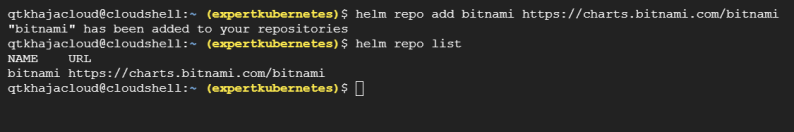 qtkhajacloud@cloudshell:~ (expertkubernetes)$ helm repo add bitnami https://charts.bitnami.com/bitnami
"bitnami" has been added to your repositories
qtkhajacloud@cloudshell:~ (expertkubernetes)$ helm repo list
NAME    URL
bitnami https://charts.bitnami.com/bitnami
qtkhajacloud@cloudshell:~ (expertkubernetes)$